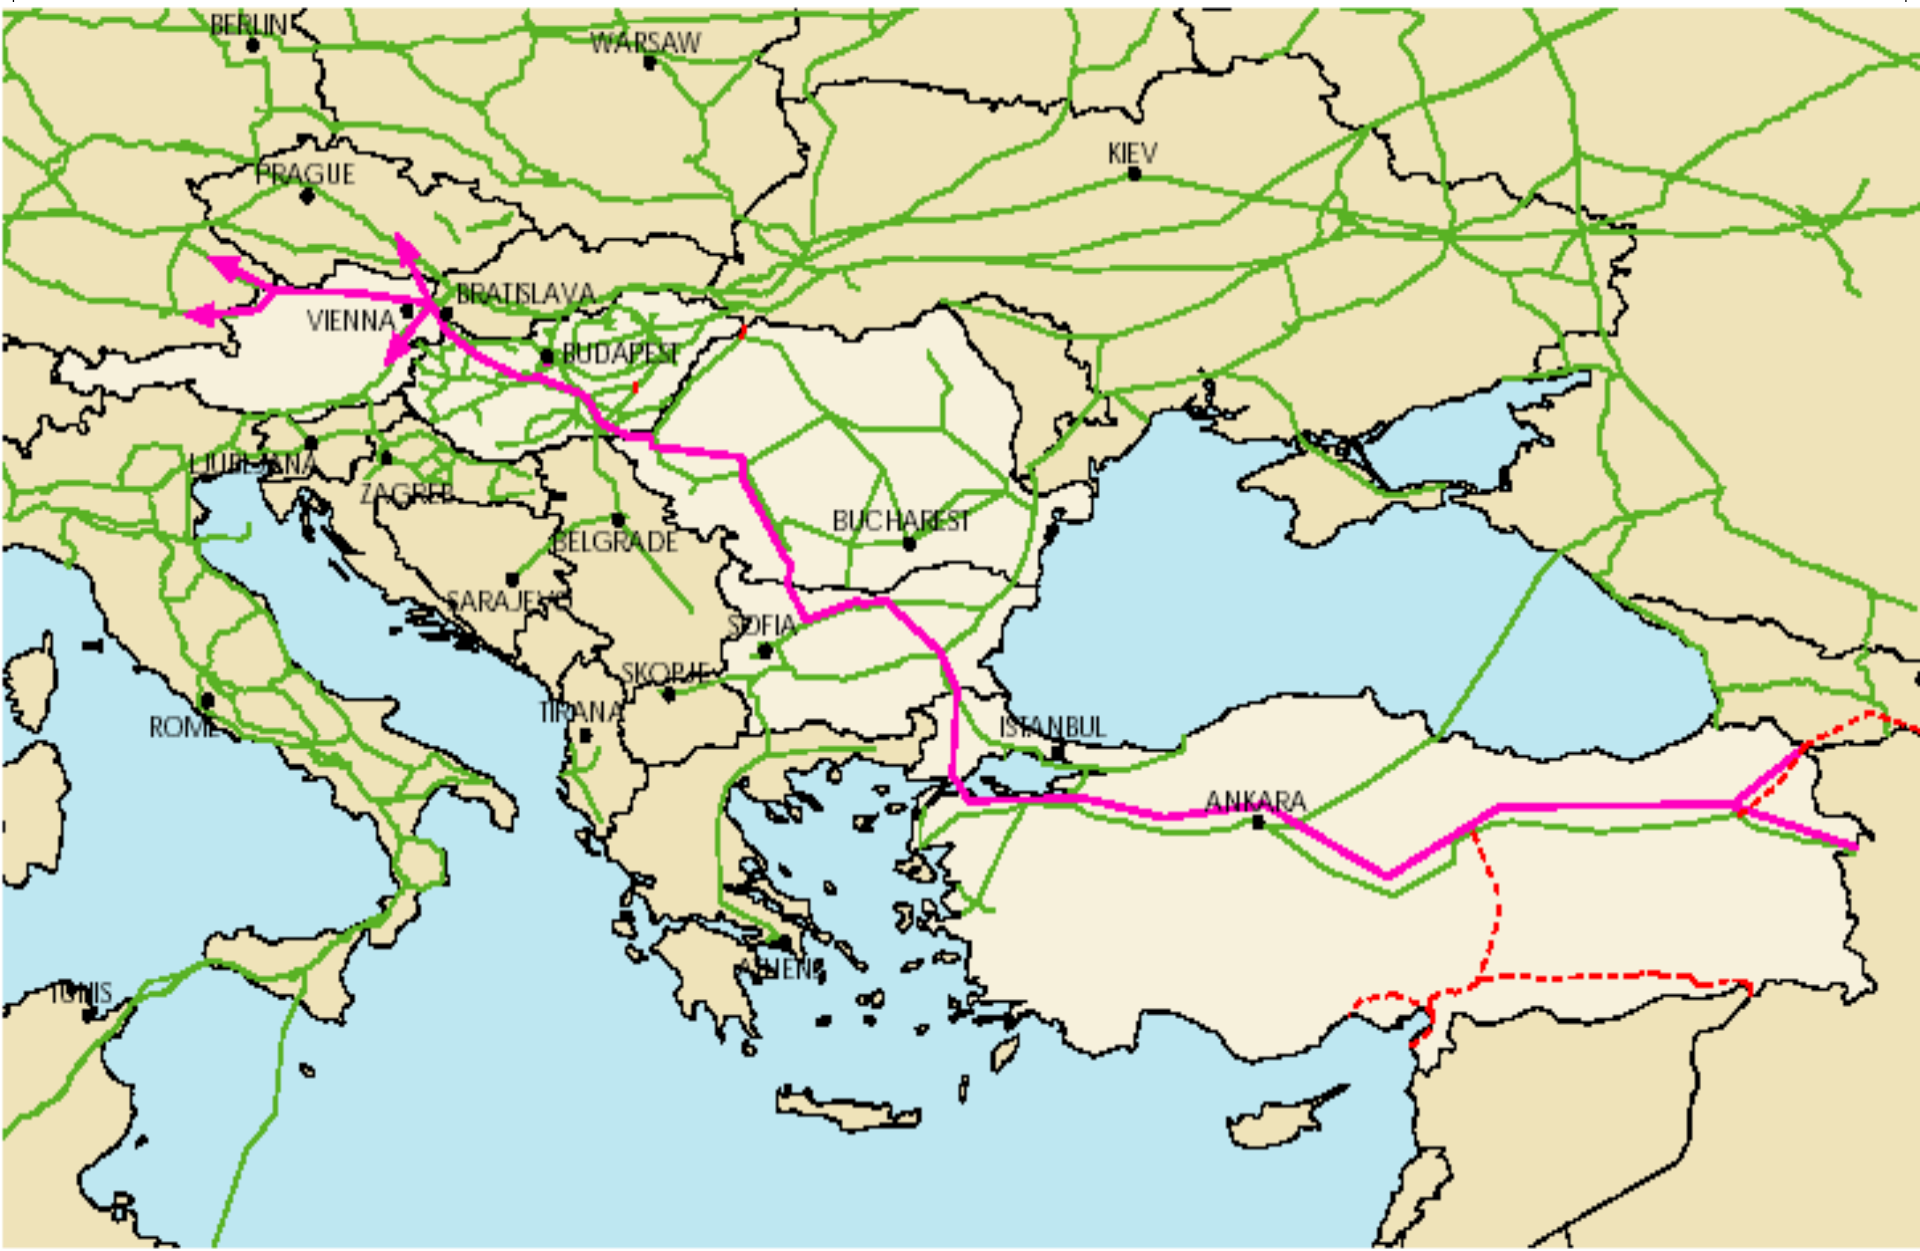 BERLIN
WARSAW
KIEV
PRAGUE
BRATISLAVA
VIENNA
BUDAPEST
LJUBLJANA
ZAGREB
BUCHAREST
BELGRADE
SARAJEVO
SOFIA
SKOPJE
TIRANA
ROME
ISTANBUL
ANKARA
ATHENS
TUNIS